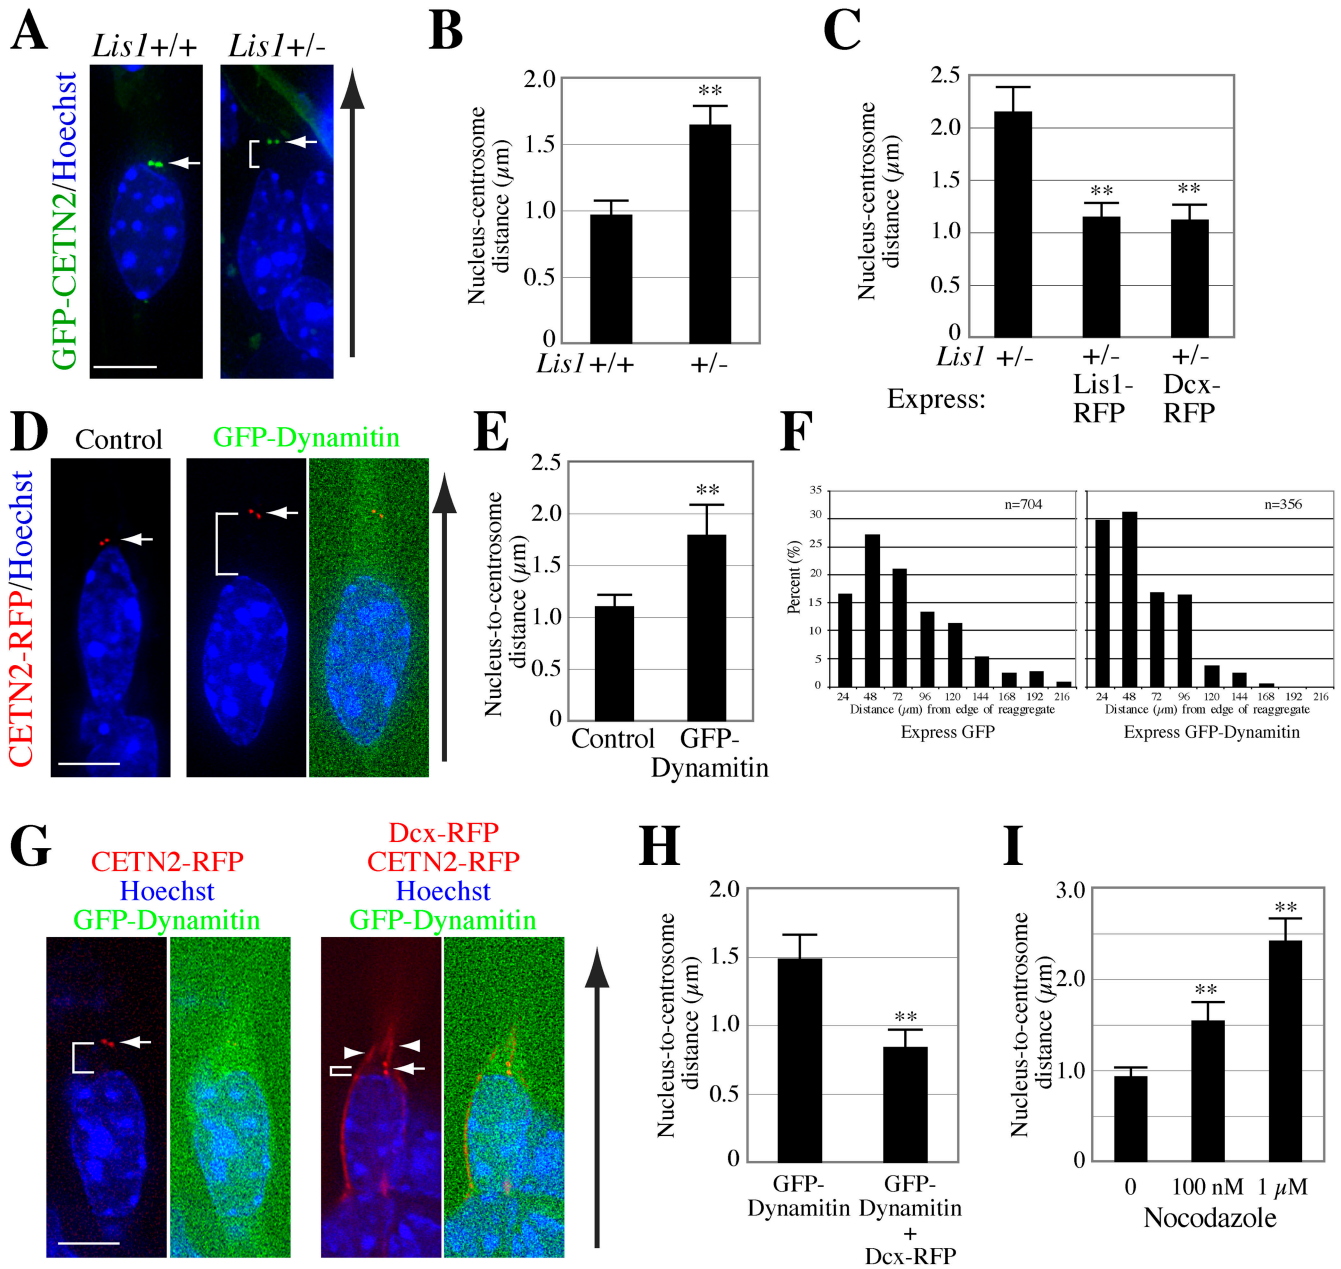 A
Lis1+/+
Lis1+/-
GFP-CETN2/Hoechst
B
Nucleus-centrosome
distance (µm)
2.0
**
1.5
1.0
0.5
0
Lis1 +/+
+/-
C
Nucleus-centrosome
distance (µm)
2.5
2.0
1.5
**
**
1.0
0.5
0
Lis1 +/-
+/-
+/-
Express:
Lis1-
RFP
Dcx-
RFP
D
Control
GFP-Dynamitin
CETN2-RFP/Hoechst
E
Nucleus-to-centrosome
distance (µm)
2.5
**
2.0
1.5
1.0
0.5
0
Control
GFP-
Dynamitin
F
Percent (%)
35
30
25
20
15
10
5
0
n=704
24 48 72 96 120 144 168 192 216
Distance (µm) from edge of reaggregate
Express GFP
n=356
24 48 72 96 120 144 168 192 216
Distance (µm) from edge of reaggregate
Express GFP-Dynamitin
G
CETN2-RFP
Hoechst
GFP-Dynamitin
Dcx-RFP
CETN2-RFP
Hoechst
GFP-Dynamitin
H
Nucleus-to-centrosome
distance (µm)
2.0
1.5
1.0
**
0.5
0
GFP-
Dynamitin
GFP-
Dynamitin
+
Dcx-RFP
I
Nucleus-to-centrosome
distance (µm)
3.0
**
2.0
**
1.0
0
0 100 nM 1 µM
Nocodazole